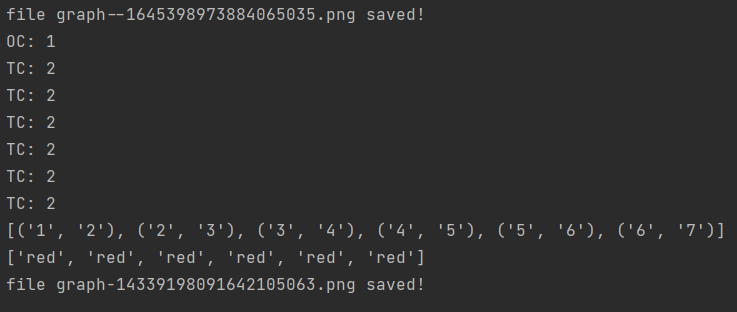 file graph--1645398973884065035.png saved!
OC: 1
TC: 2
TC: 2
TC: 2
TC: 2
TC: 2
TC: 2
[('1', '2'), ('2', '3'), ('3', '4'), ('4', '5'), ('5', '6'), ('6', '7')]
['red', 'red', 'red', 'red', 'red', 'red']
file graph-14339198091642105063.png saved!